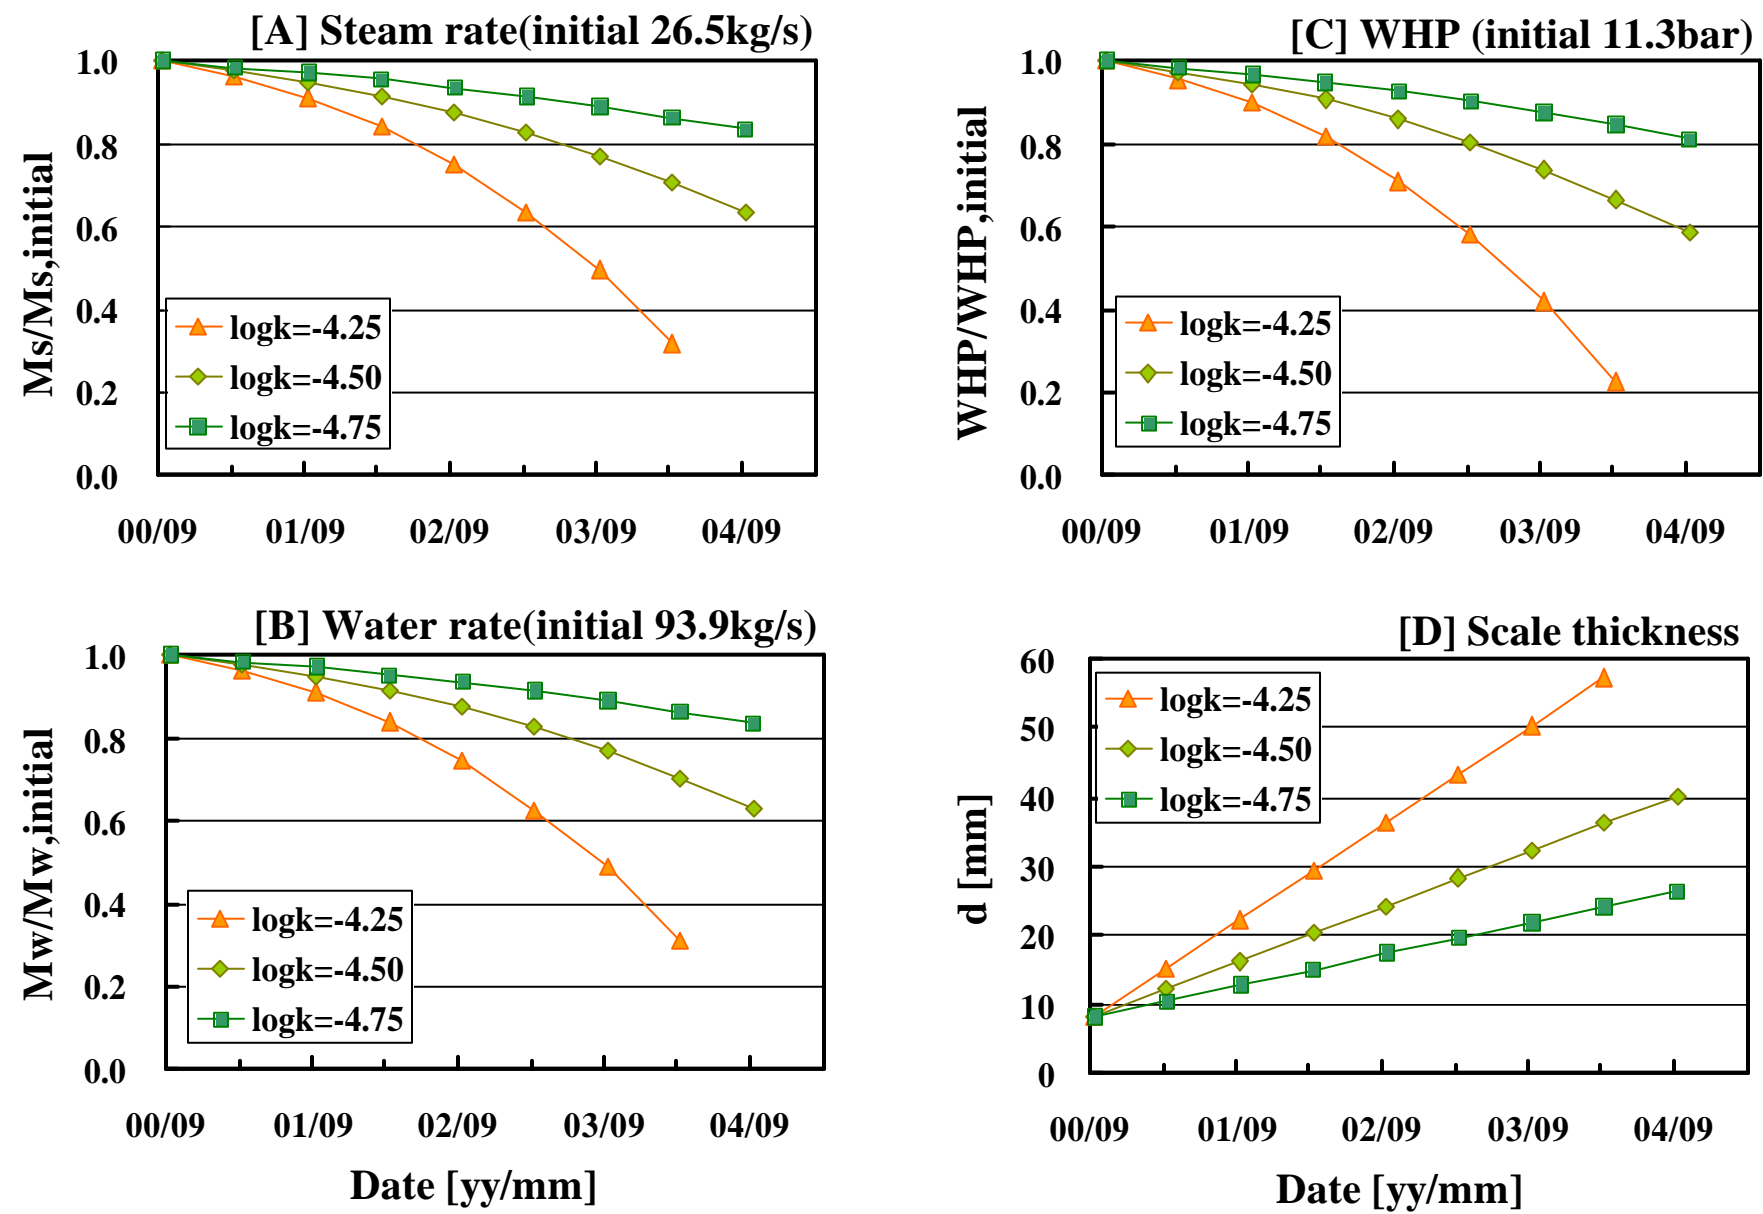 [A] Steam rate(initial 26.5kg/s)
Ms/Ms,initial
1.0
0.8
0.6
0.4
0.2
0.0
logk=-4.25
logk=-4.50
logk=-4.75
00/09 01/09 02/09 03/09 04/09
[C] WHP (initial 11.3bar)
WHP/WHP,initial
1.0
0.8
0.6
0.4
0.2
0.0
logk=-4.25
logk=-4.50
logk=-4.75
00/09 01/09 02/09 03/09 04/09
[B] Water rate(initial 93.9kg/s)
Mw/Mw,initial
1.0
0.8
0.6
0.4
0.2
0.0
logk=-4.25
logk=-4.50
logk=-4.75
00/09 01/09 02/09 03/09 04/09
Date [yy/mm]
[D] Scale thickness
d [mm]
60
50
40
30
20
10
0
logk=-4.25
logk=-4.50
logk=-4.75
00/09 01/09 02/09 03/09 04/09
Date [yy/mm]